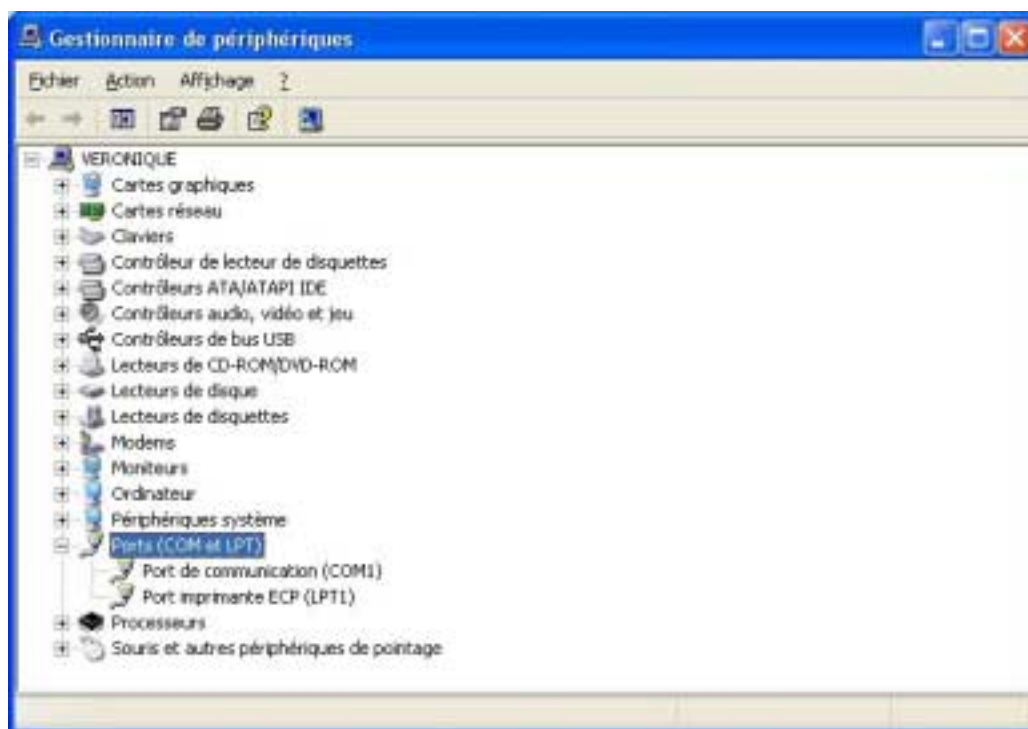 Gestionnaire de périphériques
Fichier Action Affichage ?
VERONIQUE
Cartes graphiques
Cartes réseau
Claviers
Contrôleur de lecteur de disquettes
Contrôleurs ATA/ATAPI IDE
Contrôleurs audio, vidéo et jeu
Contrôleurs de bus USB
Lecteurs de CD-ROM/DVD-ROM
Lecteurs de disque
Lecteurs de disquettes
Modems
Moniteurs
Ordinateur
Périphériques système
Ports (COM et LPT)
Port de communication (COM1)
Port imprimante ECP (LPT1)
Processeurs
Souris et autres périphériques de pointage